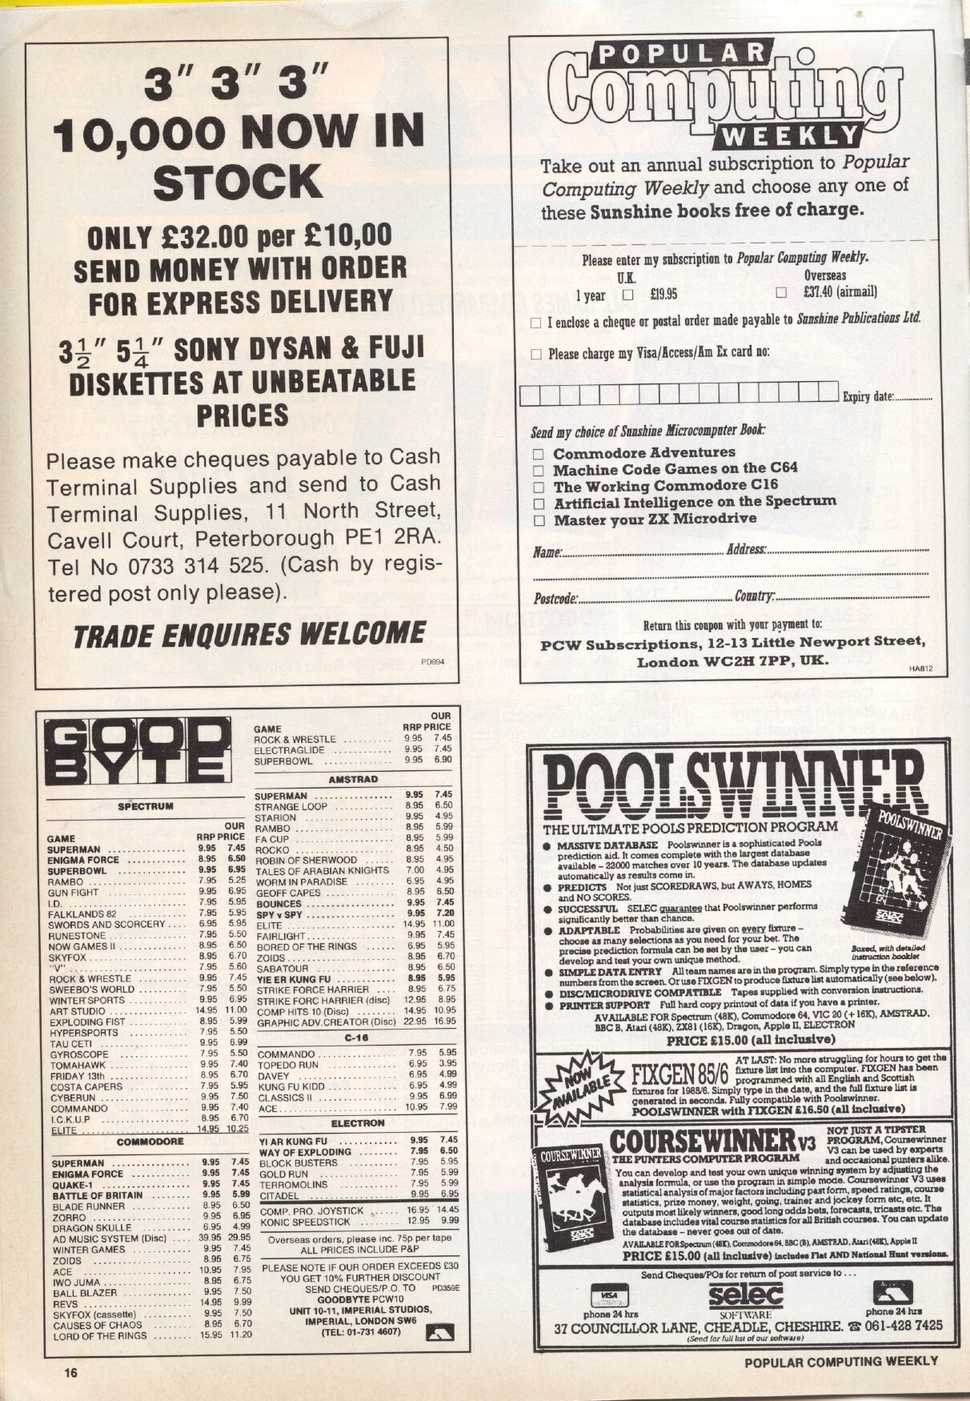 3" 3" 3"
10,000 NOW IN
STOCK
ONLY £32.00 per £10,00
SEND MONEY WITH ORDER
FOR EXPRESS DELIVERY
3½" 5¼" SONY DYSAN & FUJI
DISKETTES AT UNBEATABLE
PRICES
Please make cheques payable to Cash
Terminal Supplies and send to Cash
Terminal Supplies, 11 North Street,
Cavell Court, Peterborough PE1 2RA.
Tel No 0733 314 525. (Cash by regis-
tered post only please).
TRADE ENQUIRES WELCOME
PD694
POPULAR
Computing
WEEKLY
Take out an annual subscription to Popular
Computing Weekly and choose any one of
these Sunshine books free of charge.
Please enter my subscription to Popular Computing Weekly.
U.K. Overseas
1 year □ £19.95 □ £37.40 (airmail)
□ I enclose a cheque or postal order made payable to Sunshine Publications Ltd.
□ Please charge my Visa/Access/Am Ex card no:
Expiry date:
Send my choice of Sunshine Microcomputer Book:
□ Commodore Adventures
□ Machine Code Games on the C64
□ The Working Commodore C16
□ Artificial Intelligence on the Spectrum
□ Master your ZX Microdrive
Name: Address:
Postcode: Country:
Return this coupon with your payment to:
PCW Subscriptions, 12-13 Little Newport Street,
London WC2H 7PP, UK.
HAB12
GOOD
BYTE
SPECTRUM
OUR
GAME RRP PRICE
SUPERMAN 9.95 7.45
ENIGMA FORCE 8.95 6.50
SUPERBOWL 9.95 6.95
RAMBO 7.95 5.25
GUN FIGHT 9.95 6.95
I.D. 7.95 5.95
FALKLANDS 82 7.95 5.95
SWORDS AND SCORCERY 6.95 5.95
RUNESTONE 7.95 5.50
NOW GAMES II 8.95 6.50
SKYFOX 8.95 6.70
"V" 7.95 5.60
ROCK & WRESTLE 9.95 7.45
SWEEBO'S WORLD 7.95 5.50
WINTER SPORTS 9.95 6.95
ART STUDIO 14.95 11.00
EXPLODING FIST 8.95 5.99
HYPERSPORTS 7.95 5.50
TAU CETI 9.95 6.99
GYROSCOPE 7.95 5.50
TOMAHAWK 9.95 7.40
FRIDAY 13th 8.95 6.70
COSTA CAPERS 7.95 5.95
CYBERUN 9.95 7.50
COMMANDO 9.95 7.40
I.C.K.U.P 8.95 6.70
ELITE 14.95 10.25
COMMODORE
SUPERMAN 9.95 7.45
ENIGMA FORCE 9.95 7.45
QUAKE-1 9.95 7.45
BATTLE OF BRITAIN 9.95 5.99
BLADE RUNNER 8.95 6.50
ZORRO 9.95 6.95
DRAGON SKULLE 6.95 4.99
AD MUSIC SYSTEM (Disc) 39.95 29.95
WINTER GAMES 9.95 7.45
ZOIDS 8.95 6.75
ACE 10.95 7.95
IWO JUMA 8.95 6.75
BALL BLAZER 9.95 7.50
REVS 14.95 9.99
SKYFOX (cassette) 9.95 7.50
CAUSES OF CHAOS 8.95 6.70
LORD OF THE RINGS 15.95 11.20
OUR
GAME RRP PRICE
ROCK & WRESTLE 9.95 7.45
ELECTRAGLIDE 9.95 7.45
SUPERBOWL 9.95 6.90
AMSTRAD
SUPERMAN 9.95 7.45
STRANGE LOOP 8.95 6.50
STARION 9.95 4.95
RAMBO 8.95 5.99
FA CUP 8.95 5.99
ROCKO 8.95 4.50
ROBIN OF SHERWOOD 8.95 4.95
TALES OF ARABIAN KNIGHTS 7.00 4.95
WORM IN PARADISE 6.95 4.95
GEOFF CAPES 8.95 6.50
BOUNCES 9.95 7.45
SPY v SPY 9.95 7.20
ELITE 14.95 11.00
FAIRLIGHT 9.95 7.45
BORED OF THE RINGS 6.95 5.95
ZOIDS 8.95 6.70
SABATOUR 8.95 6.50
YIE ER KUNG FU 8.95 5.95
STRIKE FORCE HARRIER 8.95 6.75
STRIKE FORC HARRIER (disc) 12.95 8.95
COMP HITS 10 (Disc) 14.95 10.95
GRAPHIC ADV.CREATOR (Disc) 22.95 16.95
C-16
COMMANDO 7.95 5.95
TOPEDO RUN 6.95 3.95
DAVEY 6.95 4.99
KUNG FU KIDD 6.95 4.99
CLASSICS II 9.95 6.99
ACE 10.95 7.99
ELECTRON
YI AR KUNG FU 9.95 7.45
WAY OF EXPLODING 7.95 6.50
BLOCK BUSTERS 7.95 5.95
GOLD RUN 7.95 5.99
TERROMOLINS 7.95 5.99
CITADEL 9.95 6.95
COMP. PRO. JOYSTICK 16.95 14.45
KONIC SPEEDSTICK 12.95 9.99
Overseas orders, please inc. 75p per tape
ALL PRICES INCLUDE P&P
PLEASE NOTE IF OUR ORDER EXCEEDS £30
YOU GET 10% FURTHER DISCOUNT
SEND CHEQUES/P.O. TO PD359E
GOODBYTE PCW10
UNIT 10-11, IMPERIAL STUDIOS,
IMPERIAL, LONDON SW6
(TEL: 01-731 4607)
POOLSWINNER
THE ULTIMATE POOLS PREDICTION PROGRAM
● MASSIVE DATABASE Poolswinner is a sophisticated Pools
prediction aid. It comes complete with the largest database
available – 22000 matches over 10 years. The database updates
automatically as results come in.
● PREDICTS Not just SCOREDRAWS, but AWAYS, HOMES
and NO SCORES.
● SUCCESSFUL SELEC guarantee that Poolswinner performs
significantly better than chance.
● ADAPTABLE Probabilities are given on every fixture –
choose as many selections as you need for your bet. The
precise prediction formula can be set by the user – you can
develop and test your own unique method.
● SIMPLE DATA ENTRY All team names are in the program. Simply type in the reference
numbers from the screen. Or use FIXGEN to produce fixture list automatically (see below).
● DISC/MICRODRIVE COMPATIBLE Tapes supplied with conversion instructions.
● PRINTER SUPPORT Full hard copy printout of data if you have a printer.
POOLSWINNER
SELEC
Boxed, with detailed
instruction booklet
AVAILABLE FOR Spectrum (48K), Commodore 64, VIC 20 (+16K), AMSTRAD,
BBC B, Atari (48K), ZX81 (16K), Dragon, Apple II, ELECTRON
PRICE £15.00 (all inclusive)
NOW
AVAILABLE
FIXGEN 85/6
AT LAST: No more struggling for hours to get the
fixture list into the computer. FIXGEN has been
programmed with all English and Scottish
fixtures for 1985/6. Simply type in the date, and the full fixture list is
generated in seconds. Fully compatible with Poolswinner.
POOLSWINNER with FIXGEN £16.50 (all inclusive)
COURSEWINNER
COURSEWINNER V3
THE PUNTERS COMPUTER PROGRAM
NOT JUST A TIPSTER
PROGRAM, Coursewinner
V3 can be used by experts
and occasional punters alike.
You can develop and test your own unique winning system by adjusting the
analysis formula, or use the program in simple mode. Coursewinner V3 uses
statistical analysis of major factors including past form, speed ratings, course
statistics, prize money, weight, going, trainer and jockey form etc, etc. It
outputs most likely winners, good long odds bets, forecasts, tricasts etc. The
database includes vital course statistics for all British courses. You can update
the database – never goes out of date.
AVAILABLE FOR Spectrum (48K), Commodore 64, BBC (B), AMSTRAD, Atari (48K), Apple II
PRICE £15.00 (all inclusive) includes Flat AND National Hunt versions.
Send Cheques/POs for return of post service to . . .
VISA
phone 24 hrs
selec
SOFTWARE
phone 24 hrs
37 COUNCILLOR LANE, CHEADLE, CHESHIRE. ☎ 061-428 7425
(Send for full list of our software)
16
POPULAR COMPUTING WEEKLY